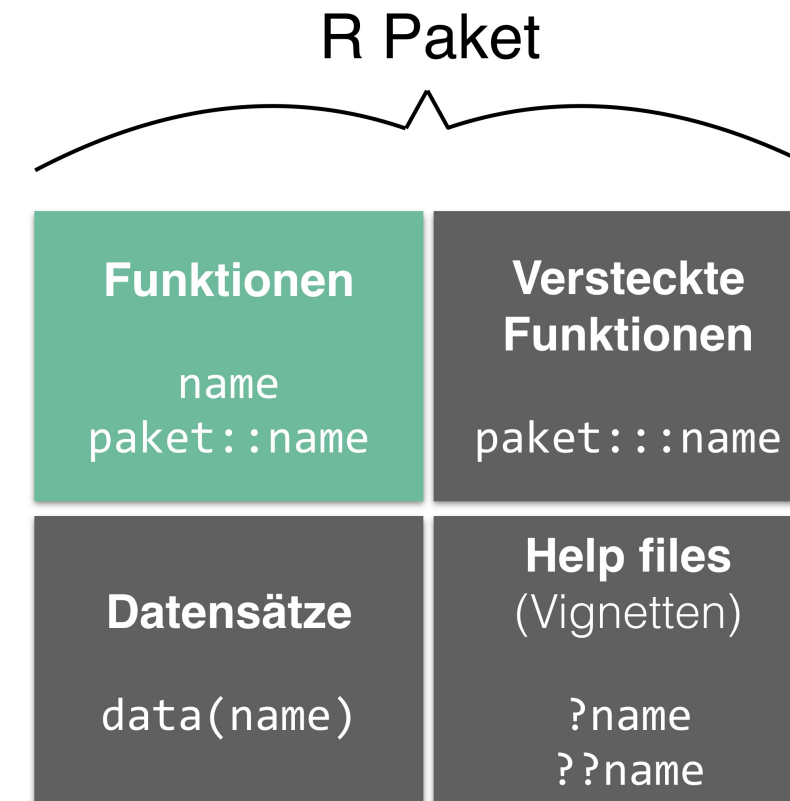 R Paket
Funktionen
name
paket::name
Versteckte
Funktionen
paket:::name
Datensätze
data(name)
Help files
(Vignetten)
?name
??name